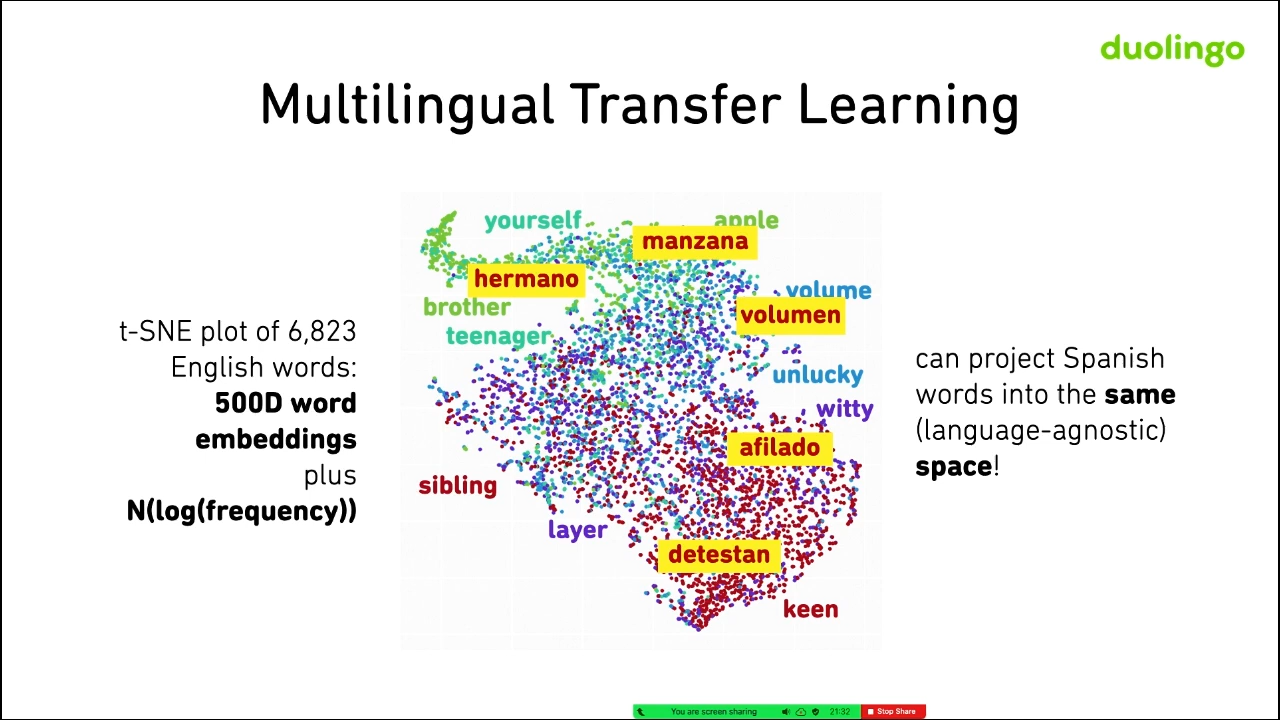 duolingo
Multilingual Transfer Learning
t-SNE plot of 6,823
English words:
500D word
embeddings
plus
N(log(frequency))
yourself
apple
manzana
hermano
brother
volume
volumen
teenager
unlucky
witty
afilado
sibling
layer
detestan
keen
can project Spanish
words into the same
(language-agnostic)
space!
You are screen sharing
21:32
Stop Share